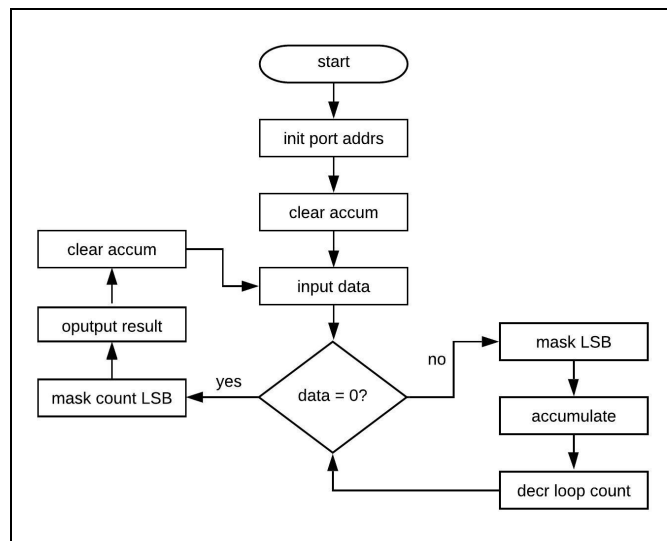 start
init port addrs
clear accum
clear accum
input data
oputput result
mask LSB
no
yes
mask count LSB
data = 0?
accumulate
decr loop count